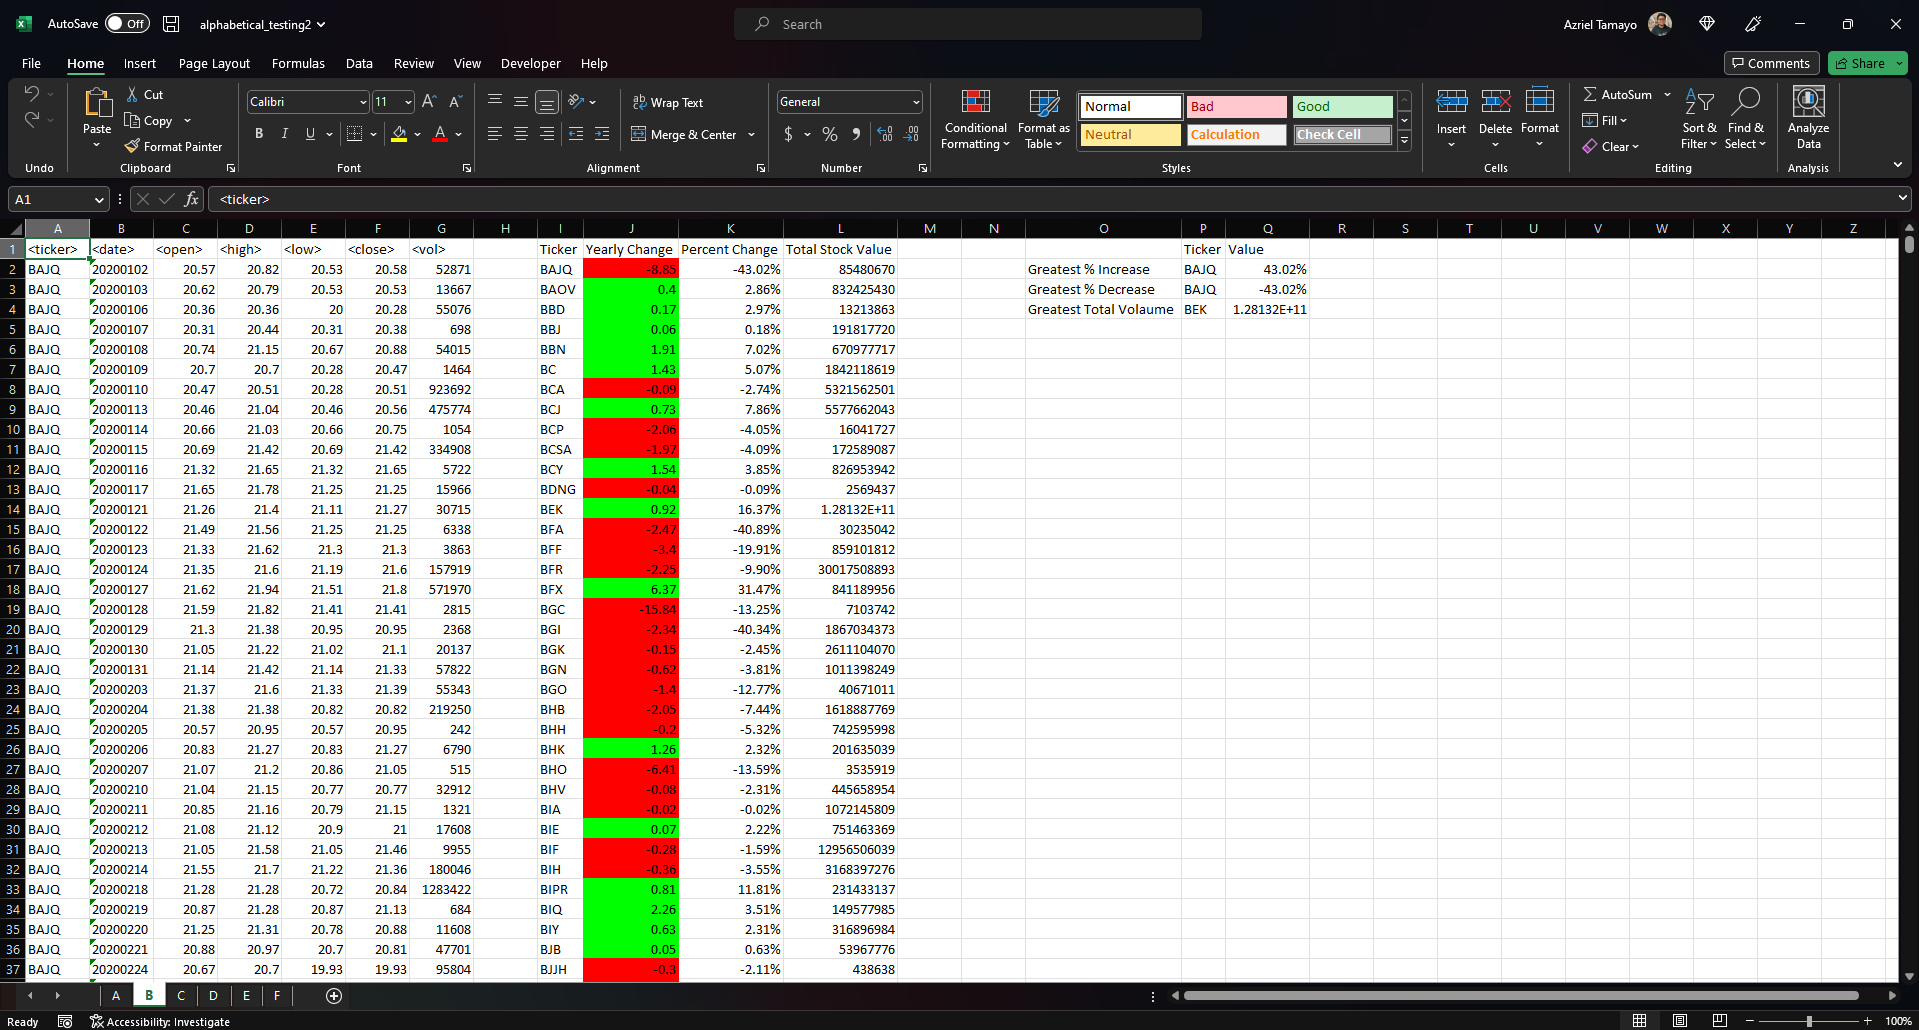 AutoSave Off alphabetical_testing2 Search Azriel Tamayo
File Home Insert Page Layout Formulas Data Review View Developer Help Comments Share
Paste Cut Copy Format Painter Calibri 11 B I U Wrap Text Merge & Center General $ % Conditional Formatting Format as Table Normal Bad Good Neutral Calculation Check Cell Insert Delete Format AutoSum Fill Clear Sort & Filter Find & Select Analyze Data
Undo Clipboard Font Alignment Number Styles Cells Editing Analysis
A1 fx <ticker>
A B C D E F G H I J K L M N O P Q R S T U V W X Y Z
1 <ticker> <date> <open> <high> <low> <close> <vol> Ticker Yearly Change Percent Change Total Stock Value Ticker Value
2 BAJQ 20200102 20.57 20.82 20.53 20.58 52871 BAJQ -8.85 -43.02% 85480670 Greatest % Increase BAJQ 43.02%
3 BAJQ 20200103 20.62 20.79 20.53 20.53 13667 BAOV 0.4 2.86% 832425430 Greatest % Decrease BAJQ -43.02%
4 BAJQ 20200106 20.36 20.36 20 20.28 55076 BBD 0.17 2.97% 13213863 Greatest Total Volaume BEK 1.28132E+11
5 BAJQ 20200107 20.31 20.44 20.31 20.38 698 BBJ 0.06 0.18% 191817720
6 BAJQ 20200108 20.74 21.15 20.67 20.88 54015 BBN 1.91 7.02% 670977717
7 BAJQ 20200109 20.7 20.7 20.28 20.47 1464 BC 1.43 5.07% 1842118619
8 BAJQ 20200110 20.47 20.51 20.28 20.51 923692 BCA -0.09 -2.74% 5321562501
9 BAJQ 20200113 20.46 21.04 20.46 20.56 475774 BCJ 0.73 7.86% 5577662043
10 BAJQ 20200114 20.66 21.03 20.66 20.75 1054 BCP -2.06 -4.05% 16041727
11 BAJQ 20200115 20.69 21.42 20.69 21.42 334908 BCSA -1.97 -4.09% 172589087
12 BAJQ 20200116 21.32 21.65 21.32 21.65 5722 BCY 1.54 3.85% 826953942
13 BAJQ 20200117 21.65 21.78 21.25 21.25 15966 BDNG -0.04 -0.09% 2569437
14 BAJQ 20200121 21.26 21.4 21.11 21.27 30715 BEK 0.92 16.37% 1.28132E+11
15 BAJQ 20200122 21.49 21.56 21.25 21.25 6338 BFA -2.47 -40.89% 30235042
16 BAJQ 20200123 21.33 21.62 21.3 21.3 3863 BFF -3.4 -19.91% 859101812
17 BAJQ 20200124 21.35 21.6 21.19 21.6 157919 BFR -2.25 -9.90% 30017508893
18 BAJQ 20200127 21.62 21.94 21.51 21.8 571970 BFX 6.37 31.47% 841189956
19 BAJQ 20200128 21.59 21.82 21.41 21.41 2815 BGC -15.84 -13.25% 7103742
20 BAJQ 20200129 21.3 21.38 20.95 20.95 2368 BGI -2.34 -40.34% 1867034373
21 BAJQ 20200130 21.05 21.22 21.02 21.1 20137 BGK -0.15 -2.45% 2611104070
22 BAJQ 20200131 21.14 21.42 21.14 21.33 57822 BGN -0.62 -3.81% 1011398249
23 BAJQ 20200203 21.37 21.6 21.33 21.39 55343 BGO -1.4 -12.77% 40671011
24 BAJQ 20200204 21.38 21.38 20.82 20.82 219250 BHB -2.05 -7.44% 1618887769
25 BAJQ 20200205 20.57 20.95 20.57 20.95 242 BHH -0.2 -5.32% 742595998
26 BAJQ 20200206 20.83 21.27 20.83 21.27 6790 BHK 1.26 2.32% 201635039
27 BAJQ 20200207 21.07 21.2 20.86 21.05 515 BHO -6.41 -13.59% 3535919
28 BAJQ 20200210 21.04 21.15 20.77 20.77 32912 BHV -0.08 -2.31% 445658954
29 BAJQ 20200211 20.85 21.16 20.79 21.15 1321 BIA -0.02 -0.02% 1072145809
30 BAJQ 20200212 21.08 21.12 20.9 21 17608 BIE 0.07 2.22% 751463369
31 BAJQ 20200213 21.05 21.58 21.05 21.46 9955 BIF -0.28 -1.59% 12956506039
32 BAJQ 20200214 21.55 21.7 21.22 21.36 180046 BIH -0.36 -3.55% 3168397276
33 BAJQ 20200218 21.28 21.28 20.72 20.84 1283422 BIPR 0.81 11.81% 231433137
34 BAJQ 20200219 20.87 21.28 20.87 21.13 684 BIQ 2.26 3.51% 149577985
35 BAJQ 20200220 21.25 21.31 20.78 20.88 11608 BIY 0.63 2.31% 316896984
36 BAJQ 20200221 20.88 20.97 20.7 20.81 47701 BJB 0.05 0.63% 53967776
37 BAJQ 20200224 20.67 20.7 19.93 19.93 95804 BJJH -0.3 -2.11% 438638
A B C D E F
Ready Accessibility: Investigate 100%